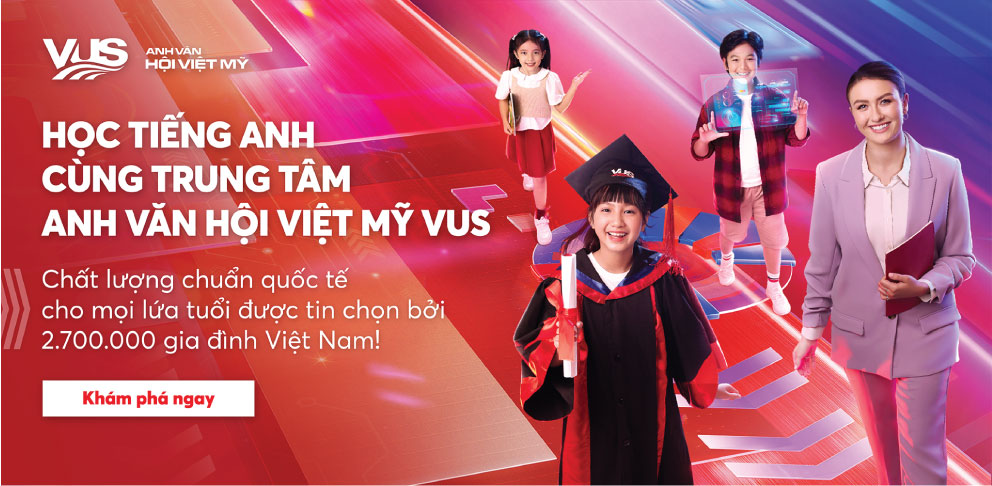 VUS
ANH VĂN
HỘI VIỆT MỸ
HỌC TIẾNG ANH
CÙNG TRUNG TÂM
ANH VĂN HỘI VIỆT MỸ VUS
Chất lượng chuẩn quốc tế
cho mọi lứa tuổi được tin chọn bởi
2.700.000 gia đình Việt Nam!
Khám phá ngay
VUS